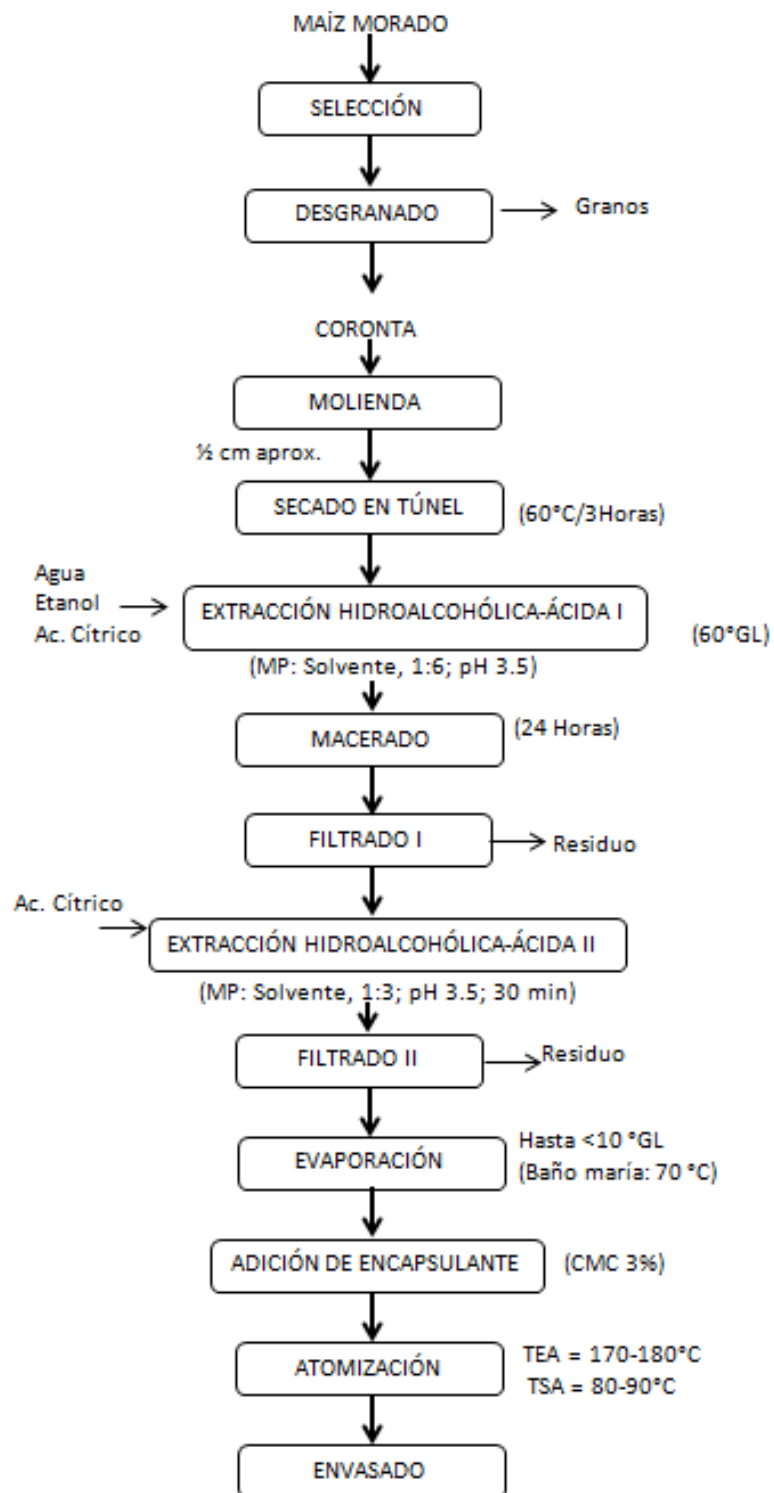 MAÍZ MORADO
SELECCIÓN
DESGRANADO
Granos
CORONTA
MOLIENDA
½ cm aprox.
SECADO EN TÚNEL
(60°C/3Horas)
Agua
Etanol
Ac. Cítrico
EXTRACCIÓN HIDROALCOHÓLICA-ÁCIDA I
(60°GL)
(MP: Solvente, 1:6; pH 3.5)
MACERADO
(24 Horas)
FILTRADO I
Residuo
Ac. Cítrico
EXTRACCIÓN HIDROALCOHÓLICA-ÁCIDA II
(MP: Solvente, 1:3; pH 3.5; 30 min)
FILTRADO II
Residuo
EVAPORACIÓN
Hasta <10 °GL
(Baño maría: 70 °C)
ADICIÓN DE ENCAPSULANTE
(CMC 3%)
ATOMIZACIÓN
TEA = 170-180°C
TSA = 80-90°C
ENVASADO